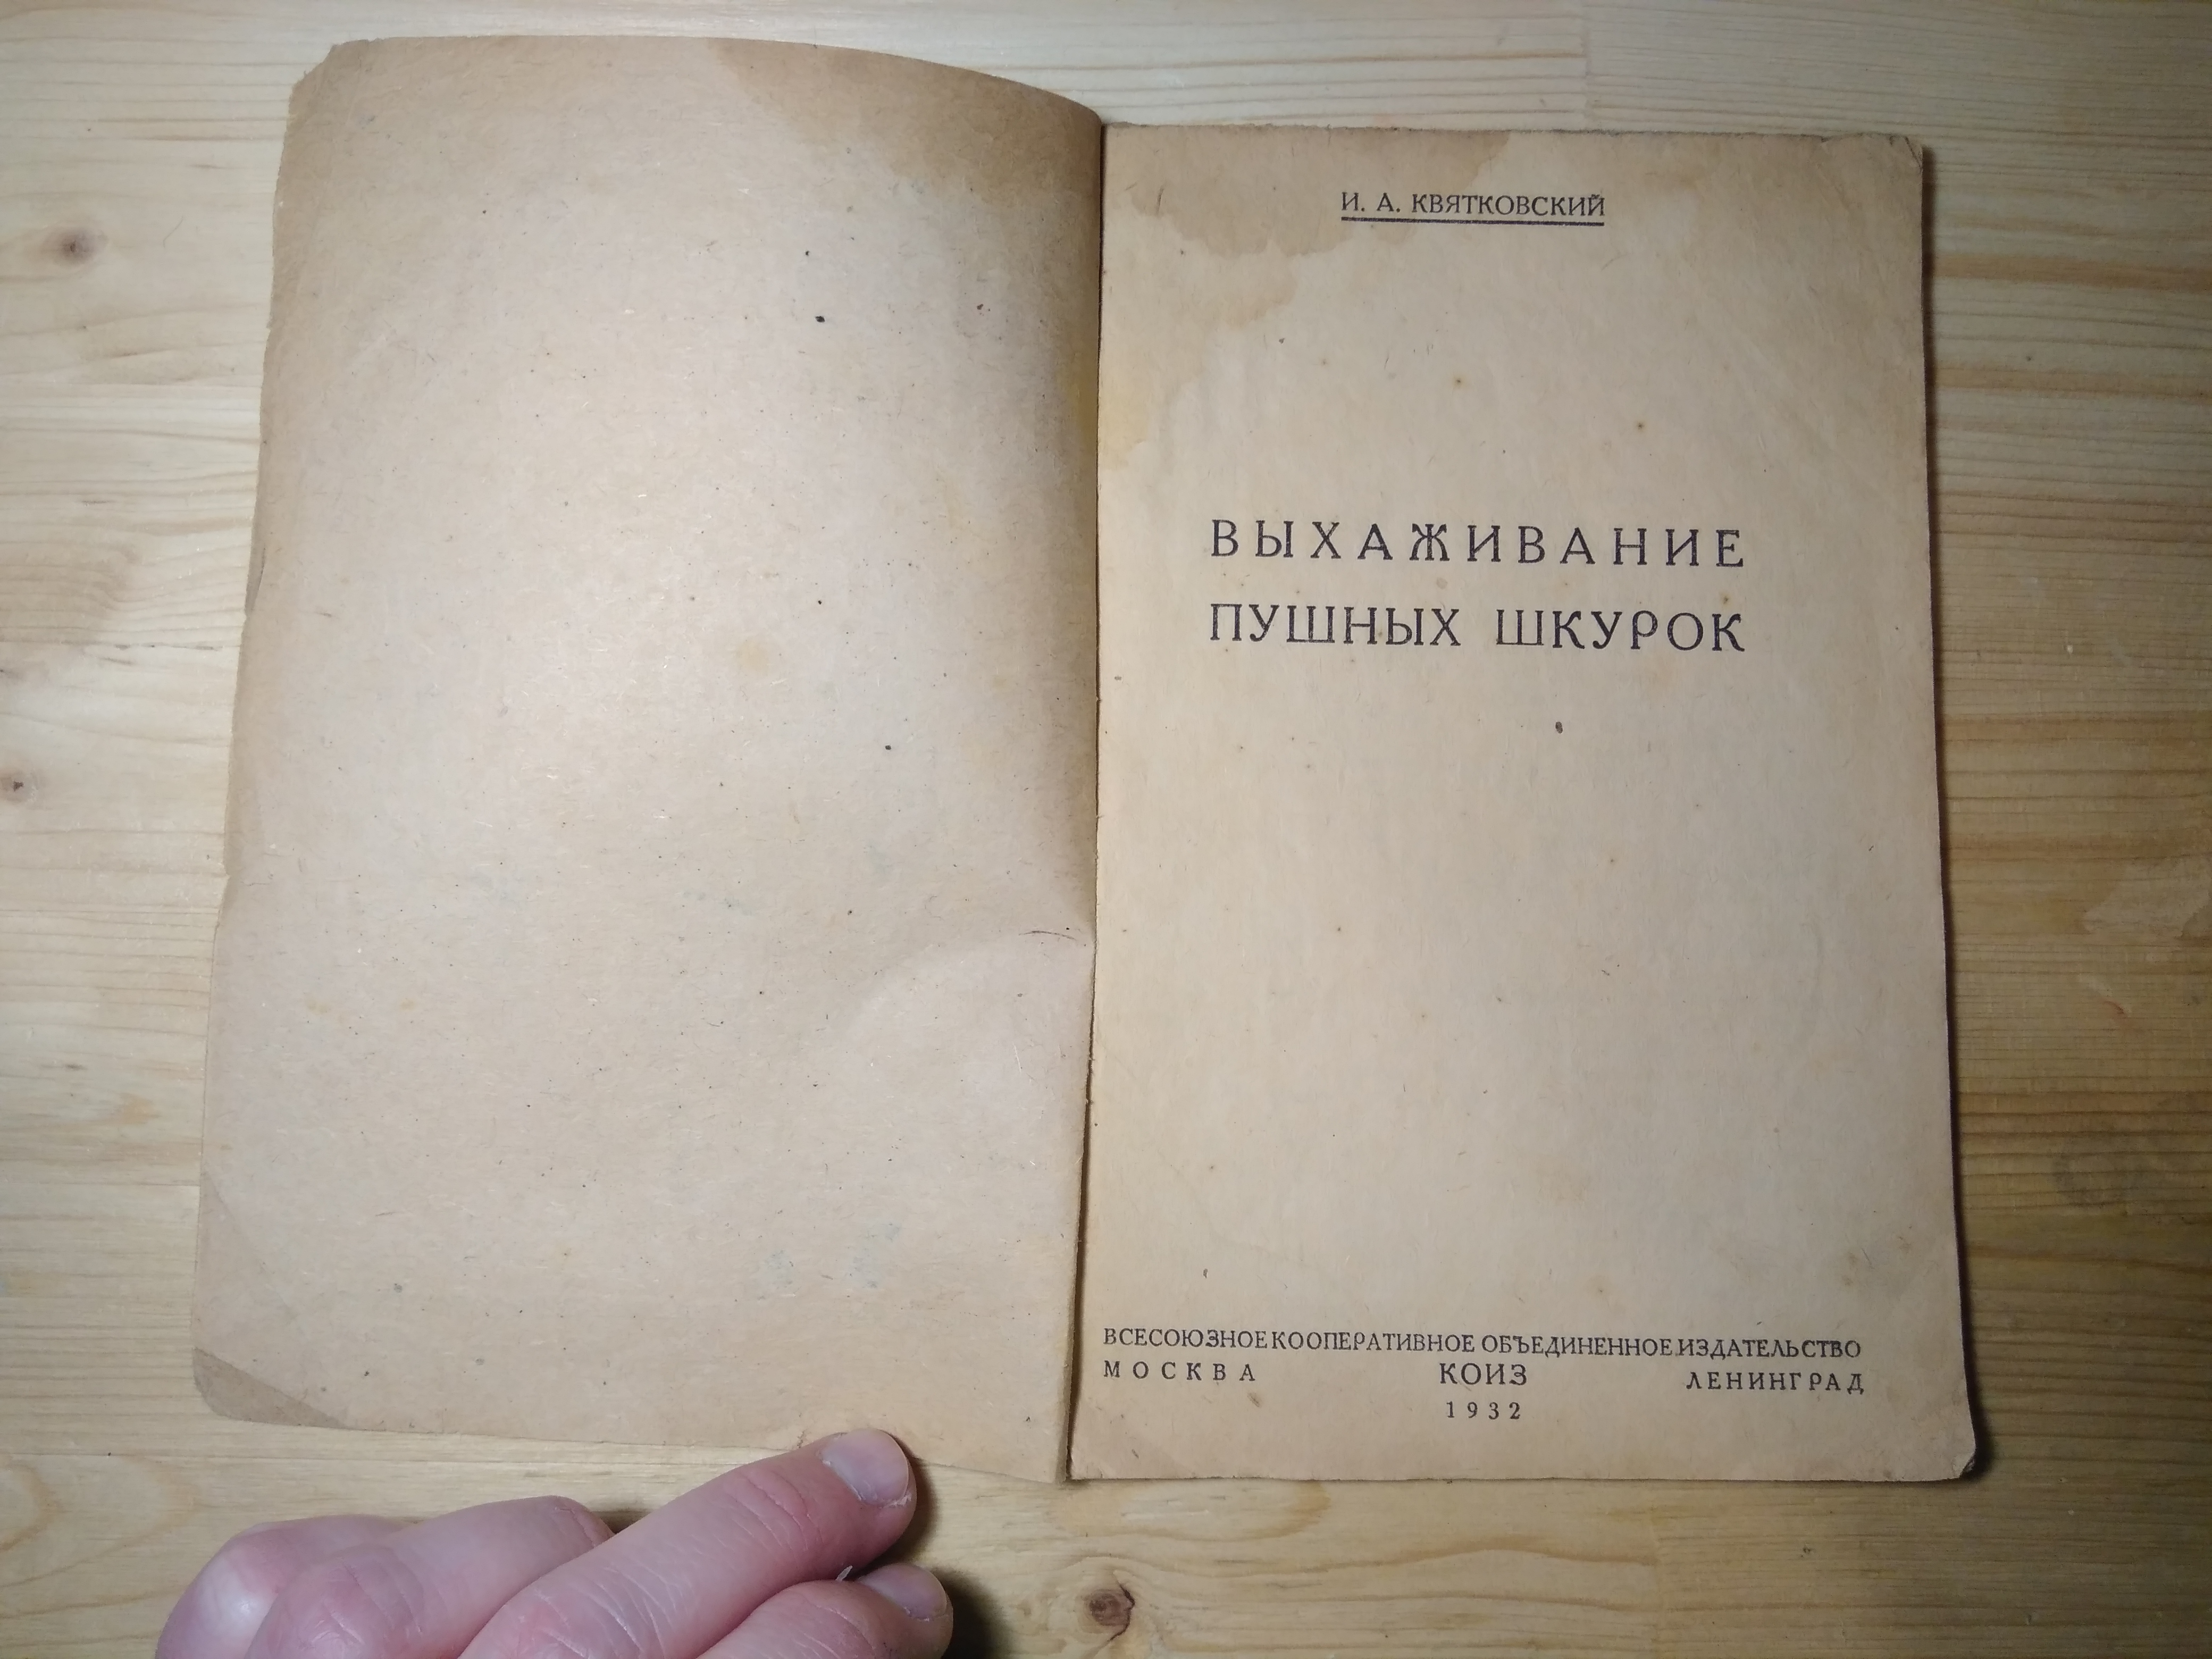 И. А. КВЯТКОВСКИЙ
ВЫХАЖИВАНИЕ
ПУШНЫХ ШКУРОК
ВСЕСОЮЗНОЕ КООПЕРАТИВНОЕ ОБЪЕДИНЕННОЕ ИЗДАТЕЛЬСТВО
МОСКВА КОИЗ ЛЕНИНГРАД
1932